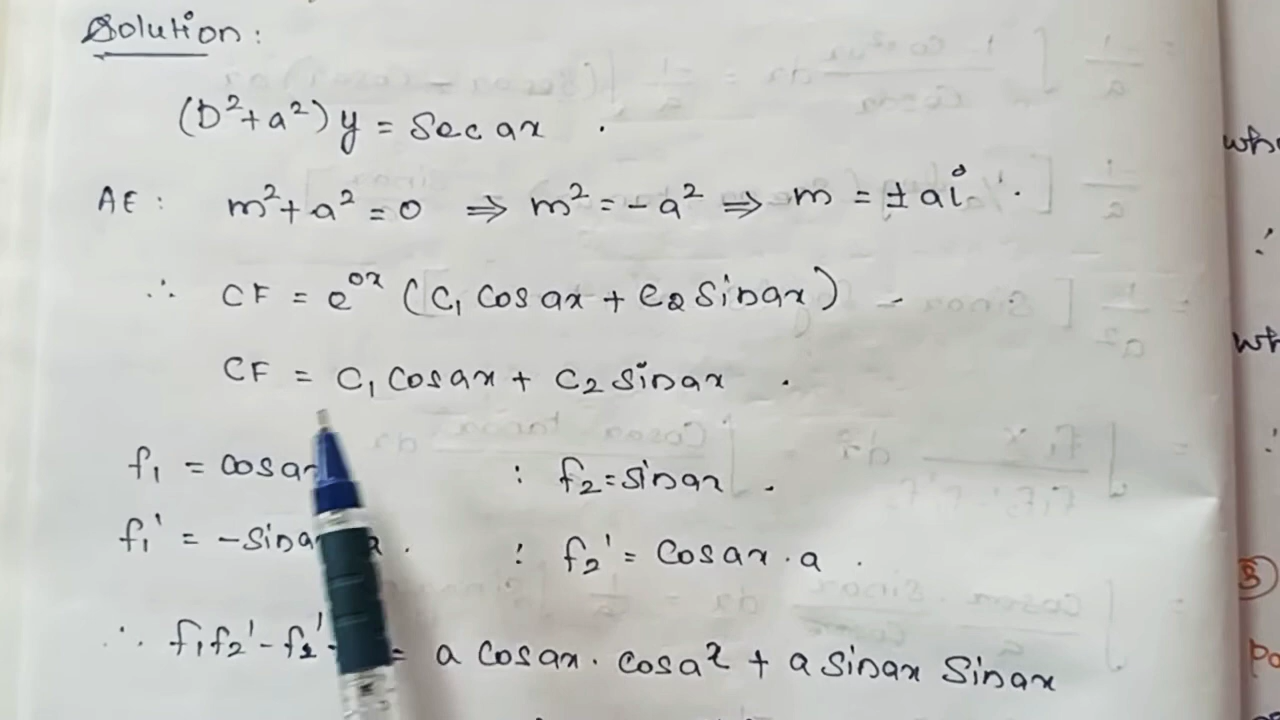 Solution:
(D²+a²)y = Sec ax .
AE: m²+a²=0 ⇒ m²=-a² ⇒ m = ±ai .
∴ CF = e^{0x} (C₁ Cos ax + C₂ Sin ax)
CF = C₁ Cos ax + C₂ Sin ax .
f₁ = cos ax : f₂ = sin ax .
f₁' = -sin a : f₂' = Cos ax . a .
∴ f₁f₂' - = a Cos ax . Cos ax + a Sin ax Sin ax